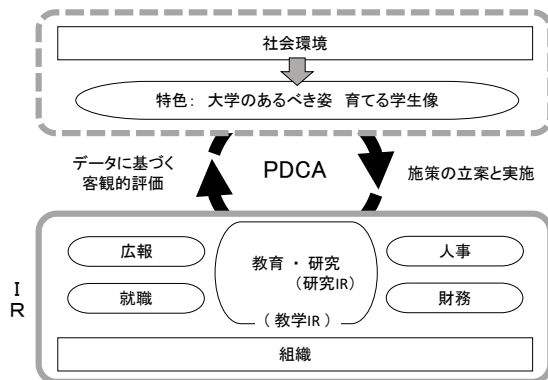 社会環境
特色： 大学のあるべき姿 育てる学生像
データに基づく
客観的評価
PDCA
施策の立案と実施
I
R
広報
就職
教育 ・ 研究
（研究IR）
（ 教学IR ）
人事
財務
組織